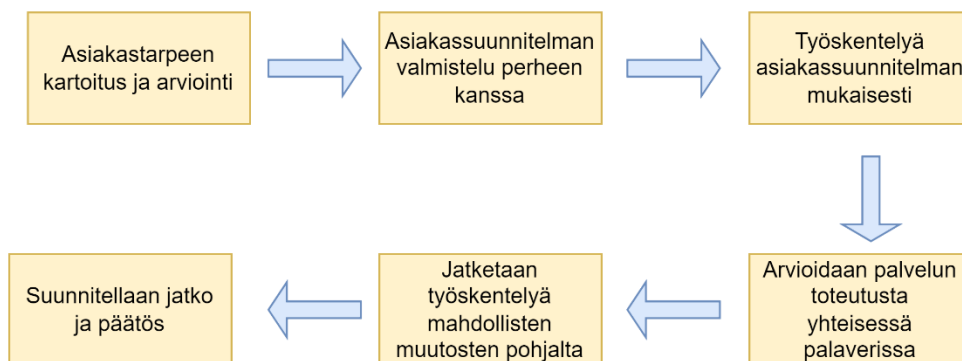 Asiakastarpeen
kartoitus ja arviointi
Asiakassuunnitelman
valmistelu perheen
kanssa
Työskentelyä
asiakassuunnitelman
mukaisesti
Arvioidaan palvelun
toteutusta
yhteisessä
palaverissa
Jatketaan
työskentelyä
mahdollisten
muutosten pohjalta
Suunnitellaan jatko
ja päätös